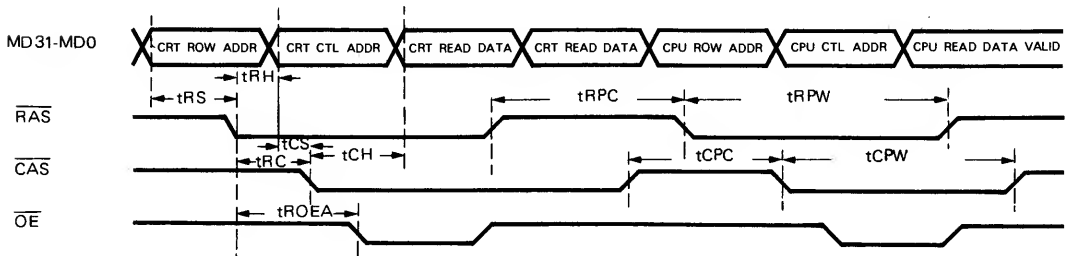 MD31-MD0
CRT ROW ADDR CRT CTL ADDR CRT READ DATA CRT READ DATA CPU ROW ADDR CPU CTL ADDR CPU READ DATA VALID
tRH
tRS
tRPC
tRPW
RAS
tCS
tRC
tCH
tCPC
tCPW
CAS
tROEA
OE